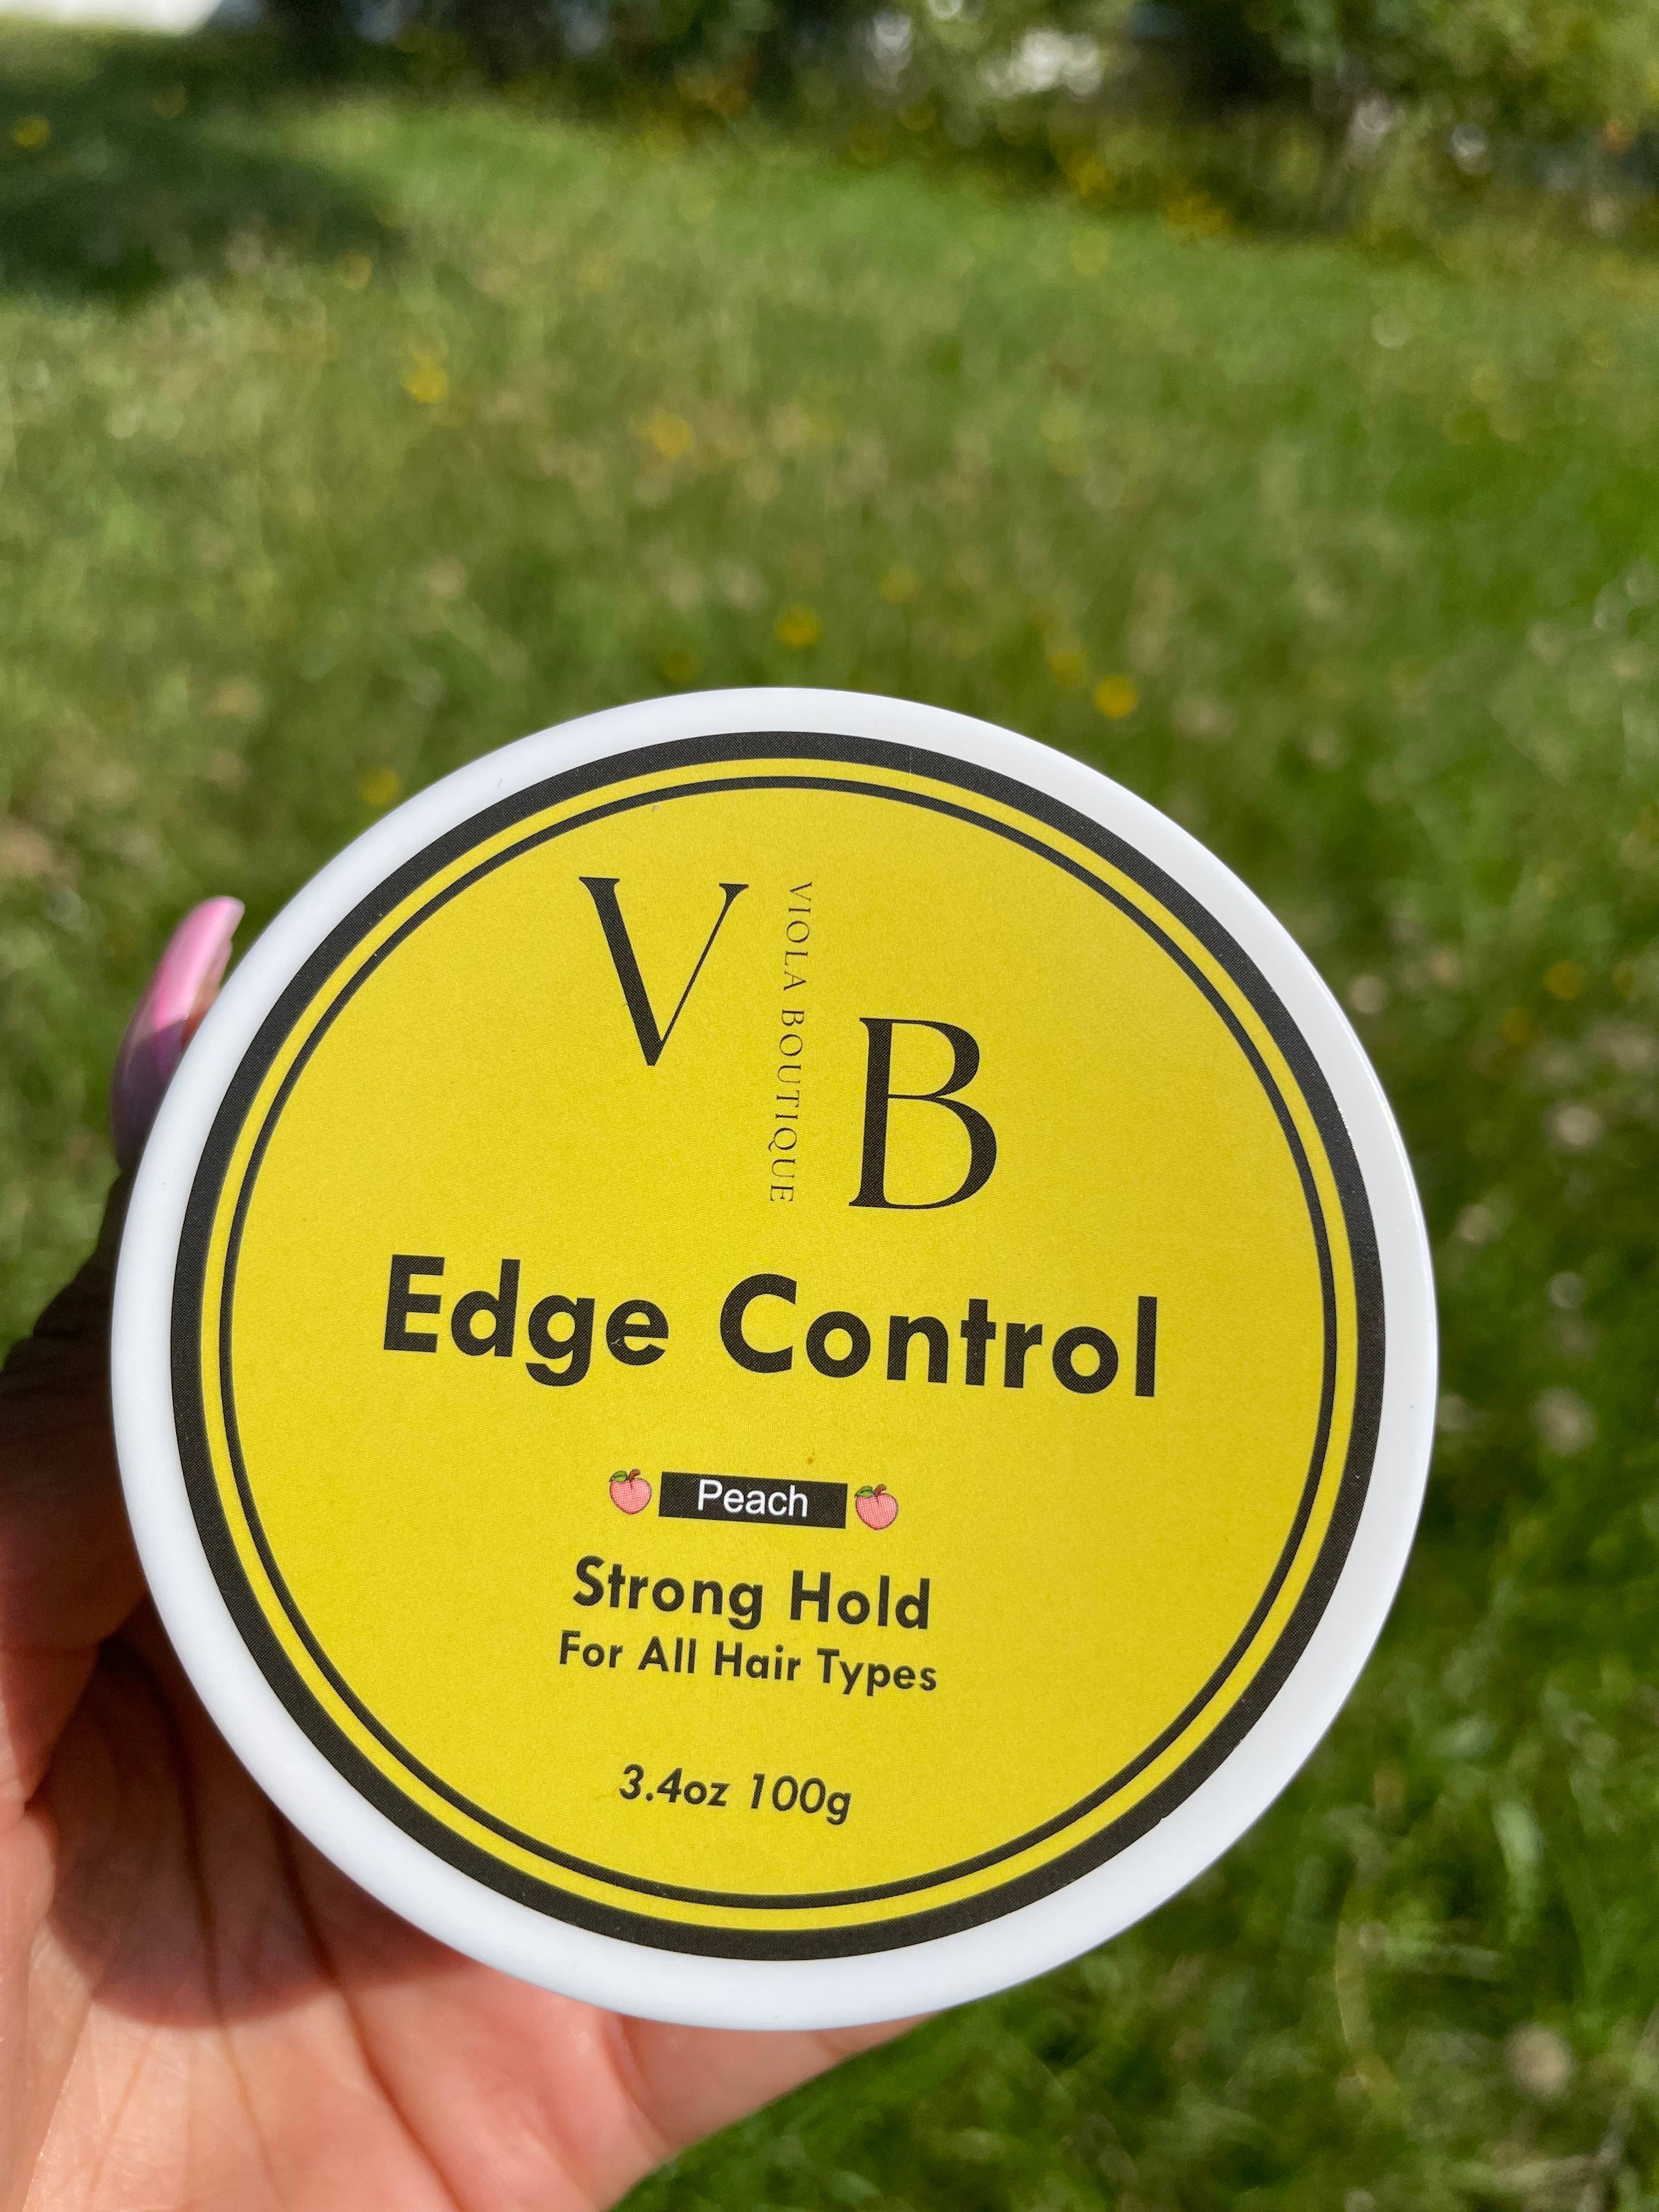 V
VIOLA BOUTIQUE
B
Edge Control
Peach
Strong Hold
For All Hair Types
3.4oz 100g